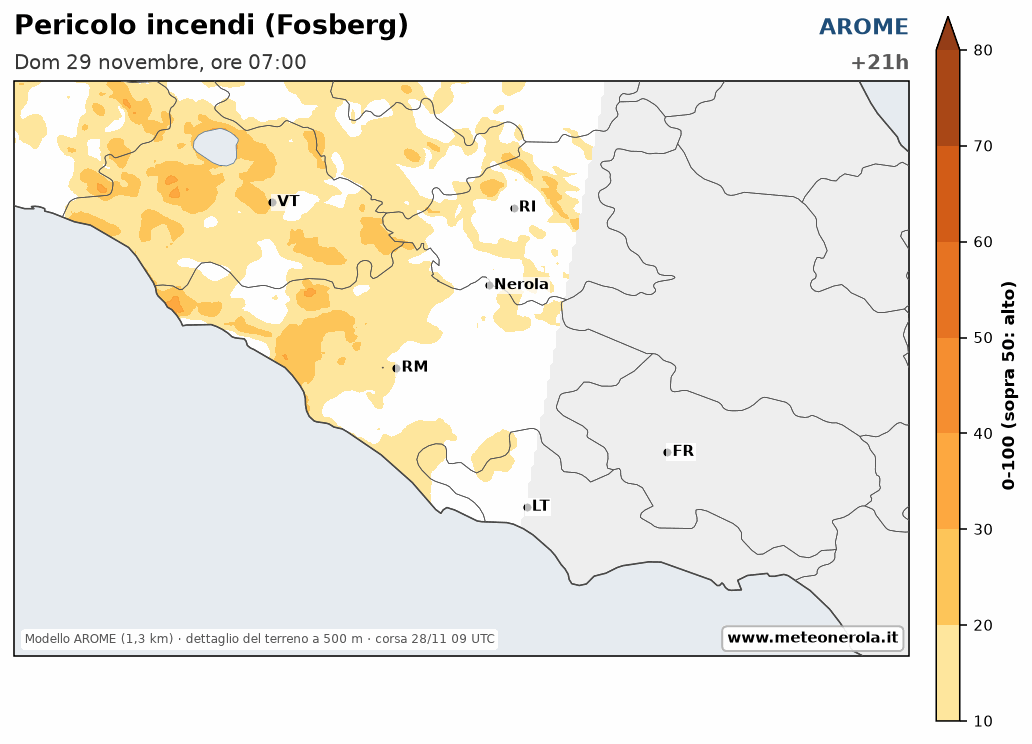 Pericolo incendi (Fosberg)
AROME
Dom 29 novembre, ore 07:00
+21h
VT
RI
Nerola
RM
FR
LT
Modello AROME (1,3 km) · dettaglio del terreno a 500 m · corsa 28/11 09 UTC
www.meteonerola.it
80
70
60
50
40
30
20
10
0-100 (sopra 50: alto)